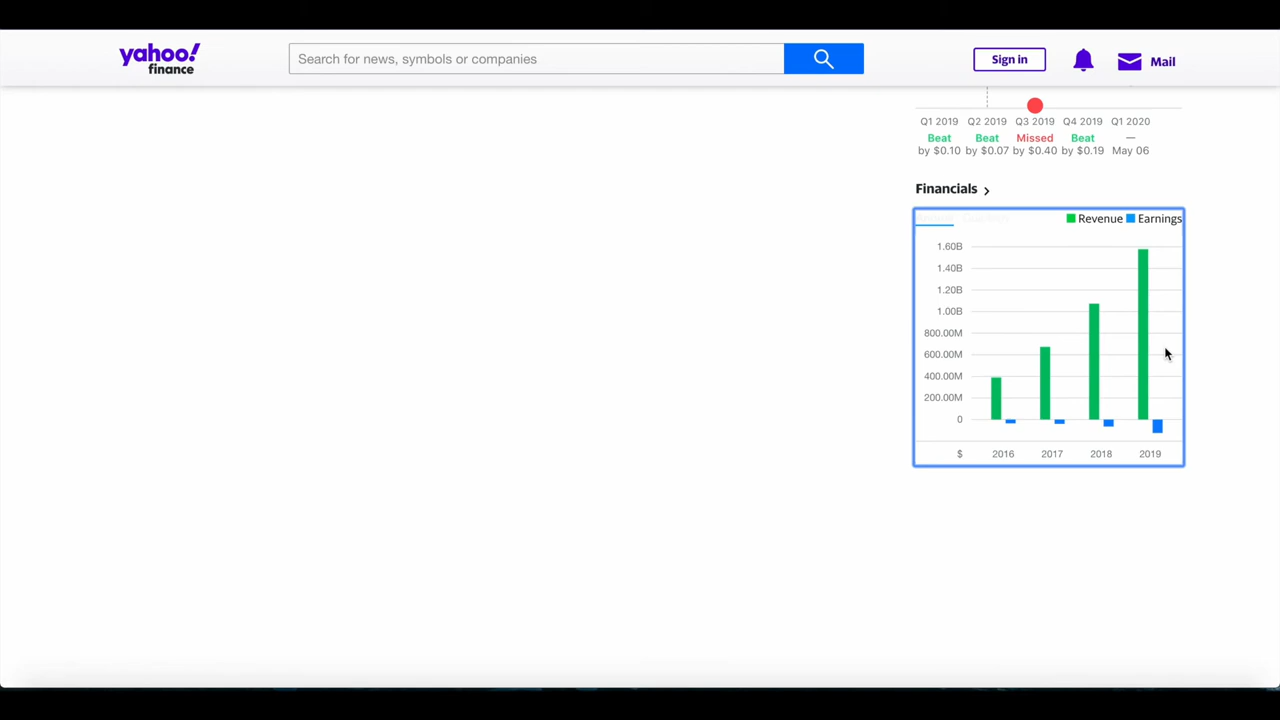 yahoo!
finance
Search for news, symbols or companies
Sign in
Mail
Q1 2019 Q2 2019 Q3 2019 Q4 2019 Q1 2020
Beat Beat Missed Beat —
by $0.10 by $0.07 by $0.40 by $0.19 May 06
Financials
Revenue Earnings
1.60B
1.40B
1.20B
1.00B
800.00M
600.00M
400.00M
200.00M
0
$ 2016 2017 2018 2019